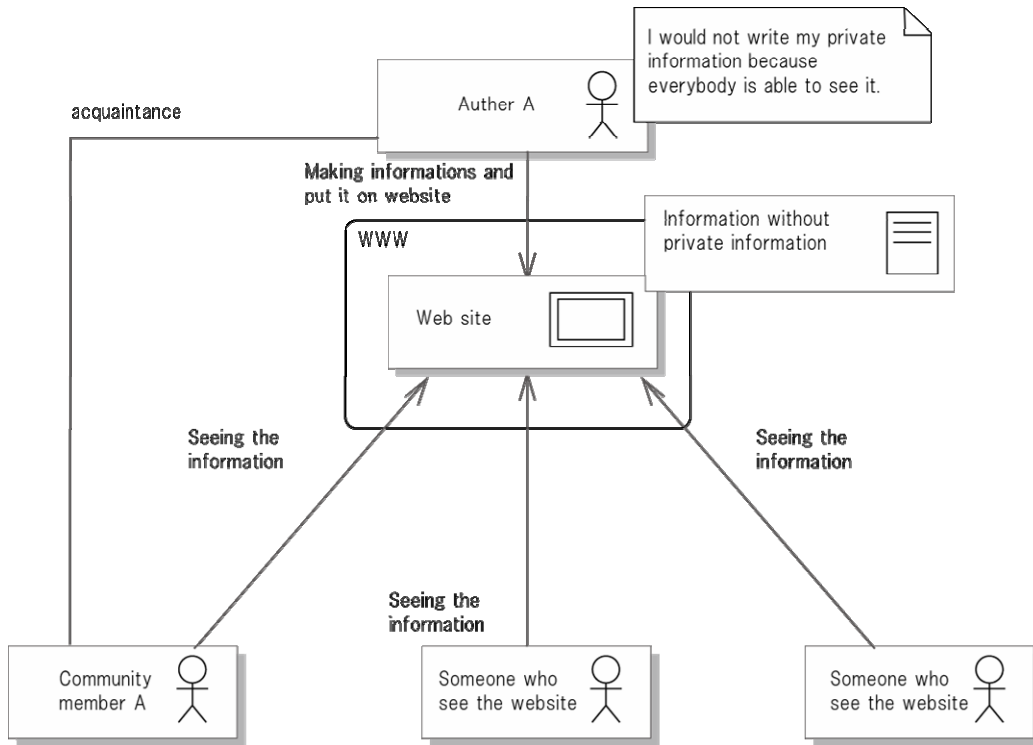 I would not write my private
information because
everybody is able to see it.
Auther A
acquaintance
Making informations and
put it on website
Information without
private information
WWW
Web site
Seeing the
information
Seeing the
information
Seeing the
information
Community
member A
Someone who
see the website
Someone who
see the website